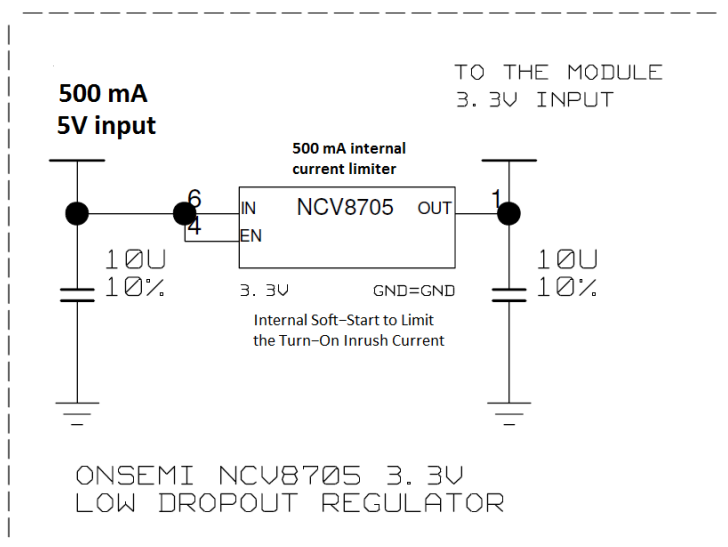 TO THE MODULE
3.3V INPUT
500 mA
5V input
500 mA internal
current limiter
6
4
IN
EN
NCV8705
OUT
1
10U
10%
3.3V
GND=GND
10U
10%
Internal Soft−Start to Limit
the Turn−On Inrush Current
ONSEMI NCV8705 3.3V
LOW DROPOUT REGULATOR